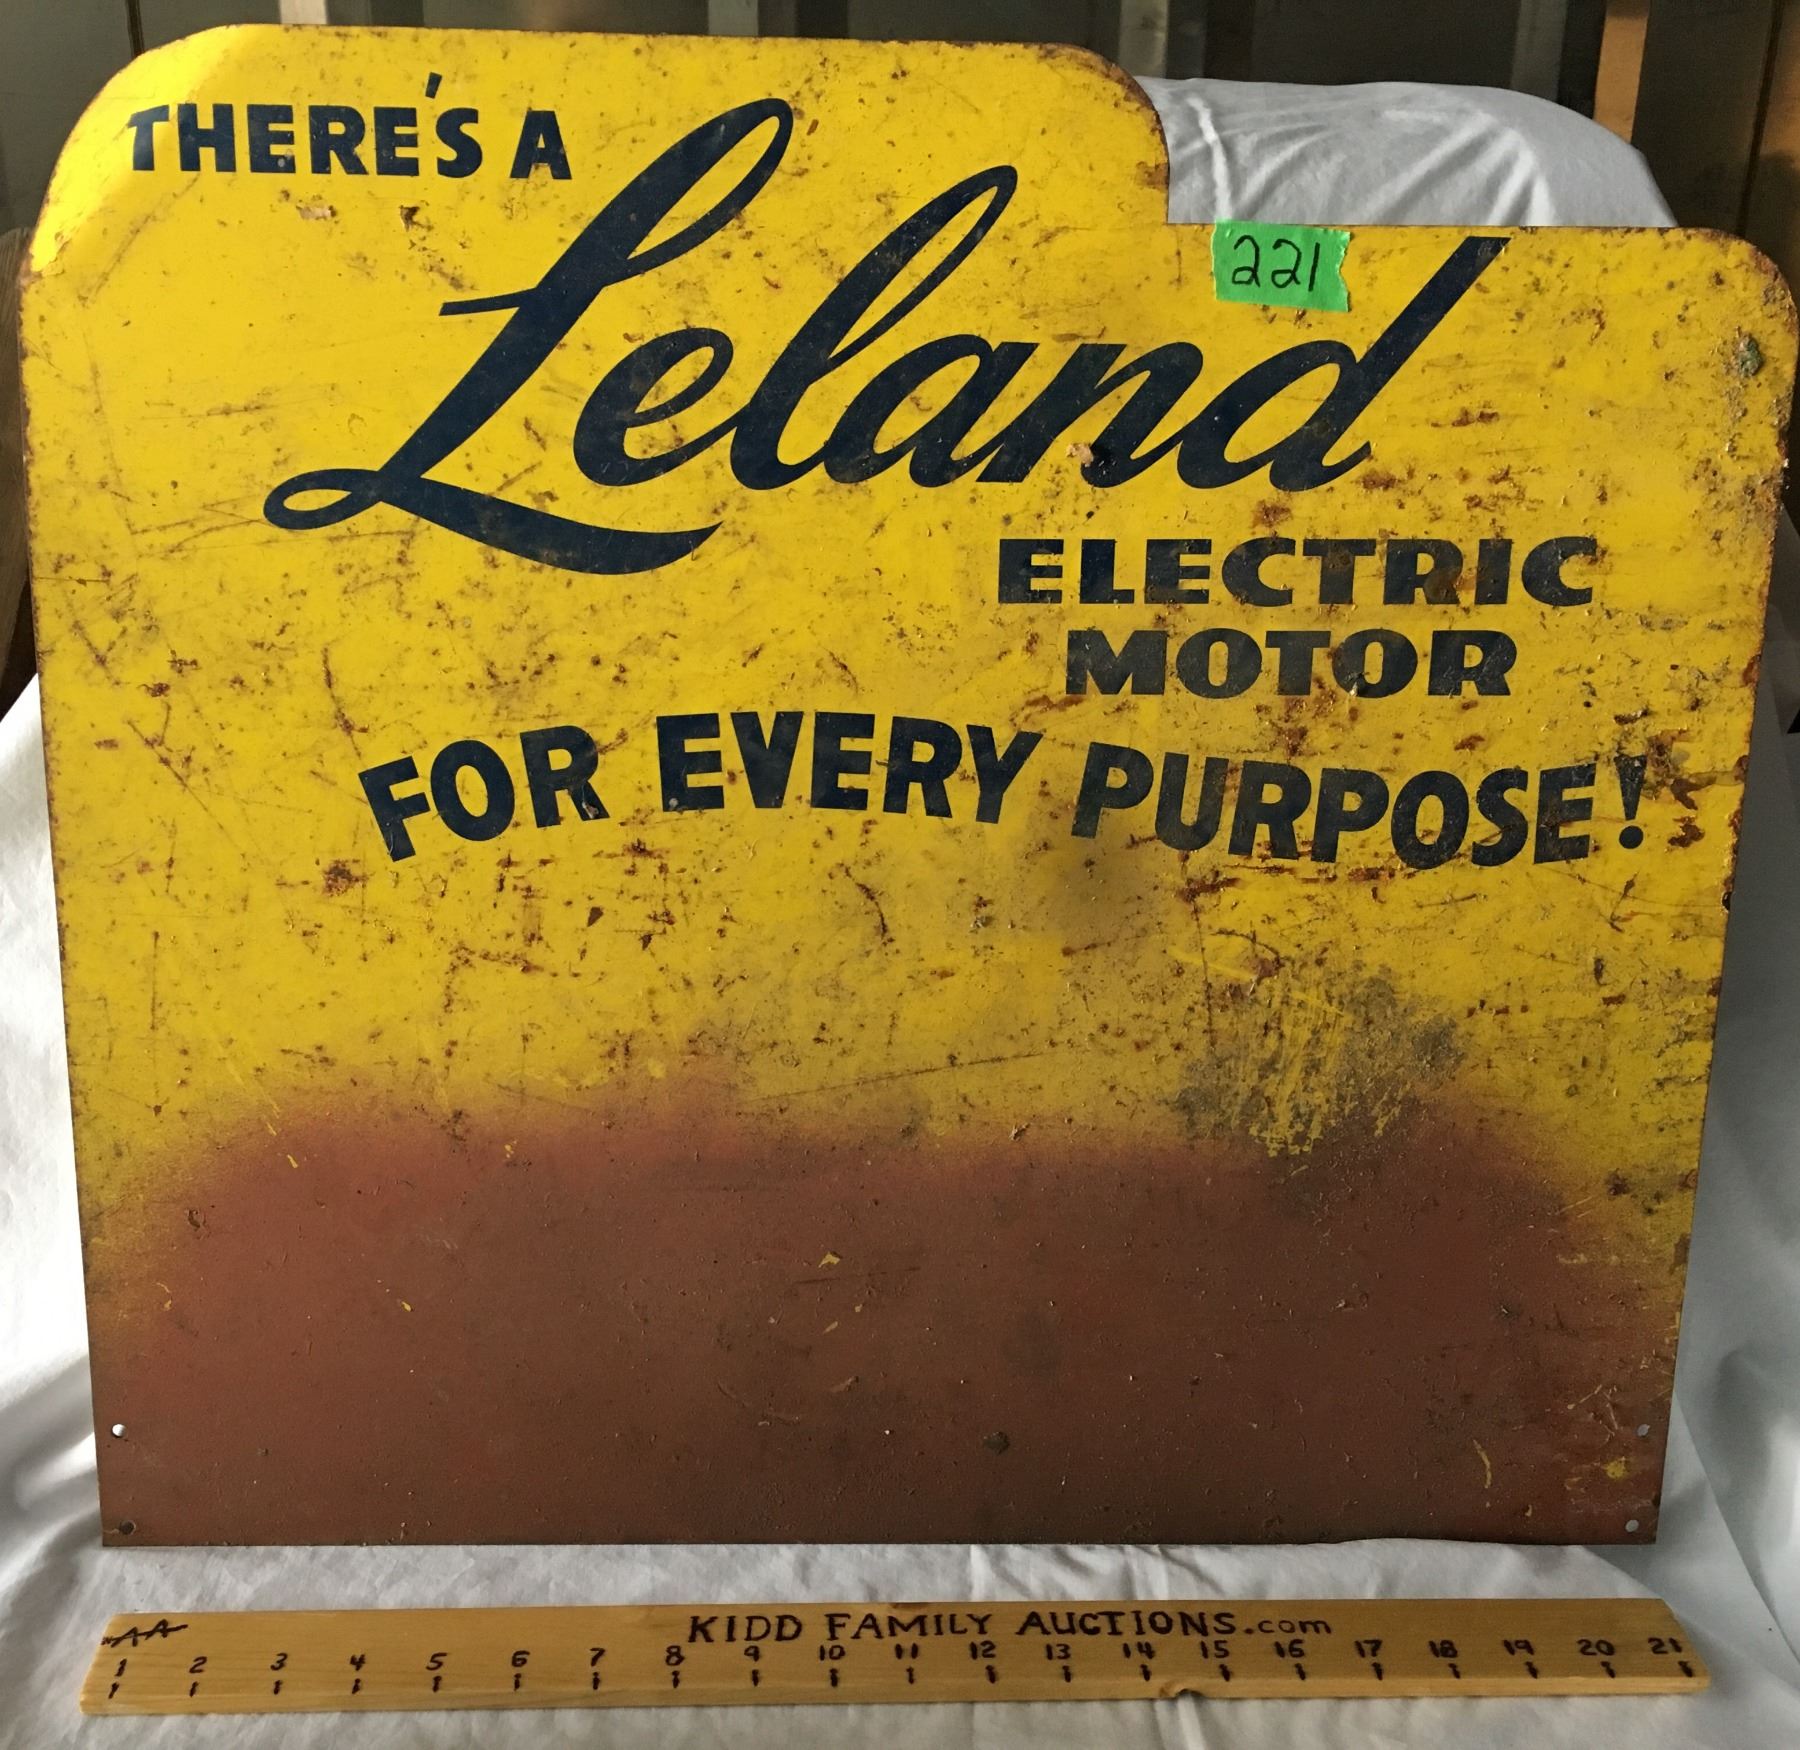 THERE'S A
Leland
221
ELECTRIC
MOTOR
FOR EVERY PURPOSE!
KIDD FAMILY AUCTIONS.com
1 2 3 4 5 6 7 8 9 10 11 12 13 14 15 16 17 18 19 20 21